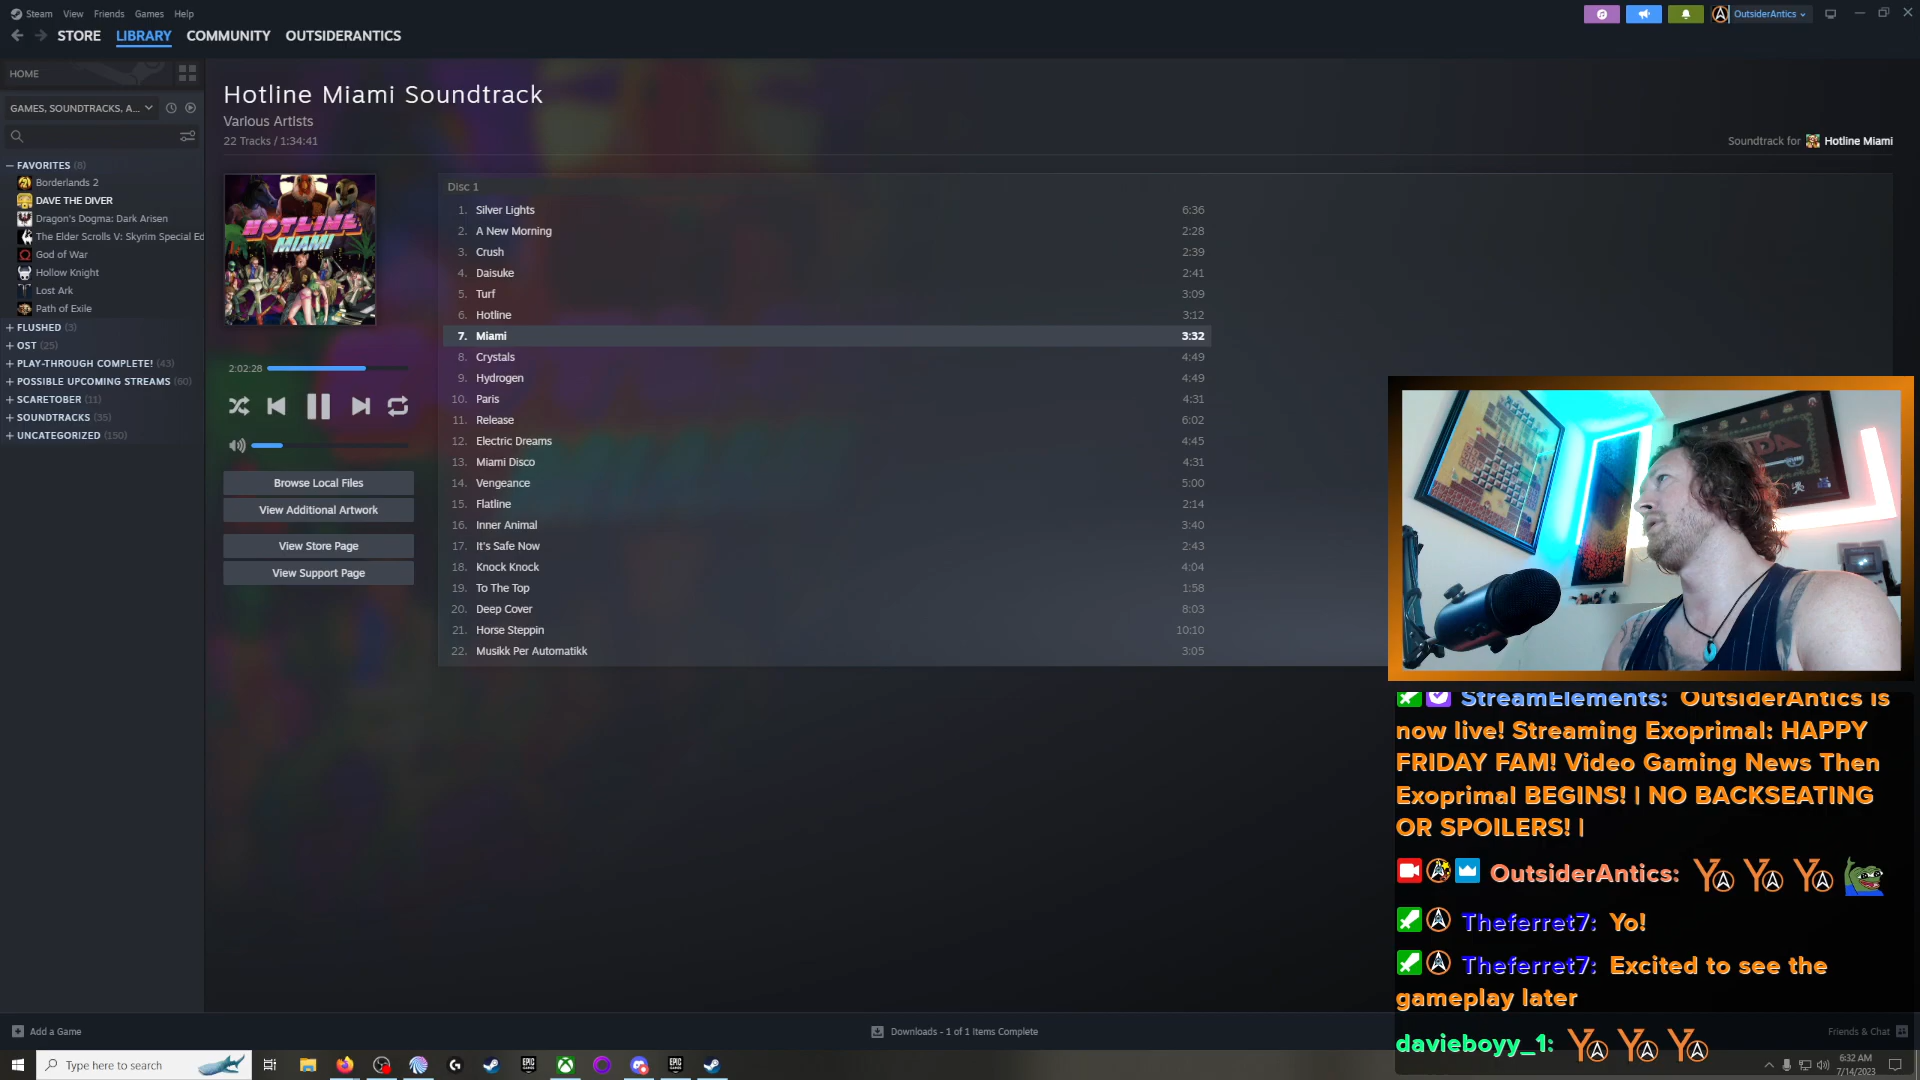 Steam View Friends Games Help
OutsiderAntics
STORE LIBRARY COMMUNITY OUTSIDERANTICS
HOME
GAMES, SOUNDTRACKS, A...
FAVORITES (8)
Borderlands 2
DAVE THE DIVER
Dragon's Dogma: Dark Arisen
The Elder Scrolls V: Skyrim Special Ed
God of War
Hollow Knight
Lost Ark
Path of Exile
FLUSHED (3)
OST (25)
PLAY-THROUGH COMPLETE! (43)
POSSIBLE UPCOMING STREAMS (60)
SCARETOBER (11)
SOUNDTRACKS (35)
UNCATEGORIZED (150)
Hotline Miami Soundtrack
Various Artists
22 Tracks / 1:34:41
Soundtrack for Hotline Miami
HOTLINE
MIAMI
2:02:28
Browse Local Files
View Additional Artwork
View Store Page
View Support Page
Disc 1
1. Silver Lights 6:36
2. A New Morning 2:28
3. Crush 2:39
4. Daisuke 2:41
5. Turf 3:09
6. Hotline 3:12
7. Miami 3:32
8. Crystals 4:49
9. Hydrogen 4:49
10. Paris 4:31
11. Release 6:02
12. Electric Dreams 4:45
13. Miami Disco 4:31
14. Vengeance 5:00
15. Flatline 2:14
16. Inner Animal 3:40
17. It's Safe Now 2:43
18. Knock Knock 4:04
19. To The Top 1:58
20. Deep Cover 8:03
21. Horse Steppin 10:10
22. Musikk Per Automatikk 3:05
StreamElements: OutsiderAntics is
now live! Streaming Exoprimal: HAPPY
FRIDAY FAM! Video Gaming News Then
Exoprimal BEGINS! | NO BACKSEATING
OR SPOILERS! |
OutsiderAntics:
Theferret7: Yo!
Theferret7: Excited to see the
gameplay later
davieboyy_1:
Add a Game
Downloads - 1 of 1 Items Complete
Friends & Chat
Type here to search
6:32 AM
7/14/2023